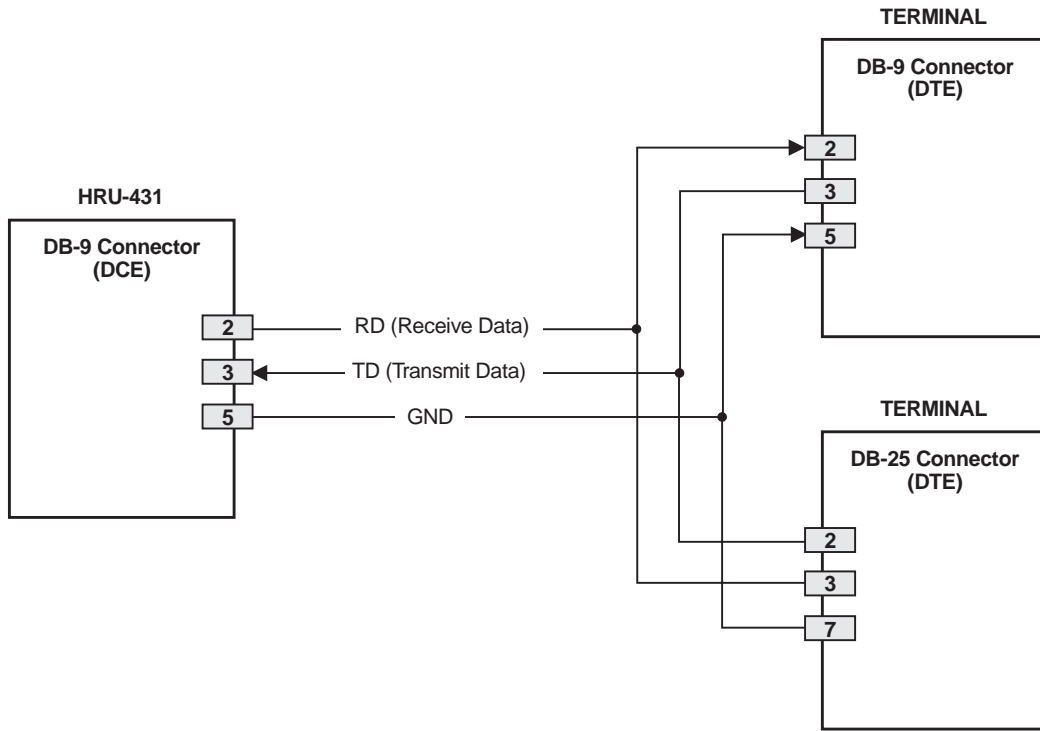 TERMINAL
DB-9 Connector
(DTE)
2
3
5
HRU-431
DB-9 Connector
(DCE)
2
RD (Receive Data)
3
TD (Transmit Data)
5
GND
TERMINAL
DB-25 Connector
(DTE)
2
3
7